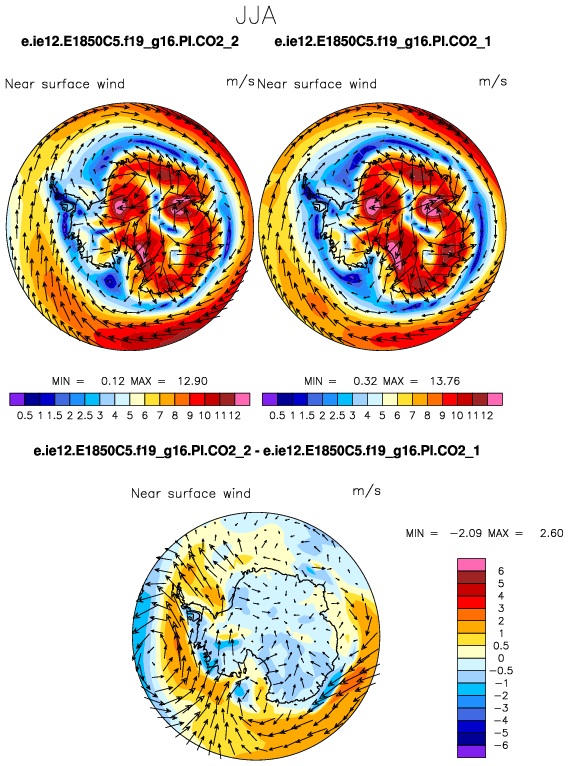 JJA
e.ie12.E1850C5.f19_g16.PI.CO2_2 e.ie12.E1850C5.f19_g16.PI.CO2_1
Near surface wind m/s Near surface wind m/s
MIN = 0.12 MAX = 12.90 MIN = 0.32 MAX = 13.76
0.5 1 1.5 2 2.5 3 4 5 6 7 8 9 10 11 12 0.5 1 1.5 2 2.5 3 4 5 6 7 8 9 10 11 12
e.ie12.E1850C5.f19_g16.PI.CO2_2 - e.ie12.E1850C5.f19_g16.PI.CO2_1
Near surface wind m/s
MIN = -2.09 MAX = 2.60
6
5
4
3
2
1
0.5
0
-0.5
-1
-2
-3
-4
-5
-6